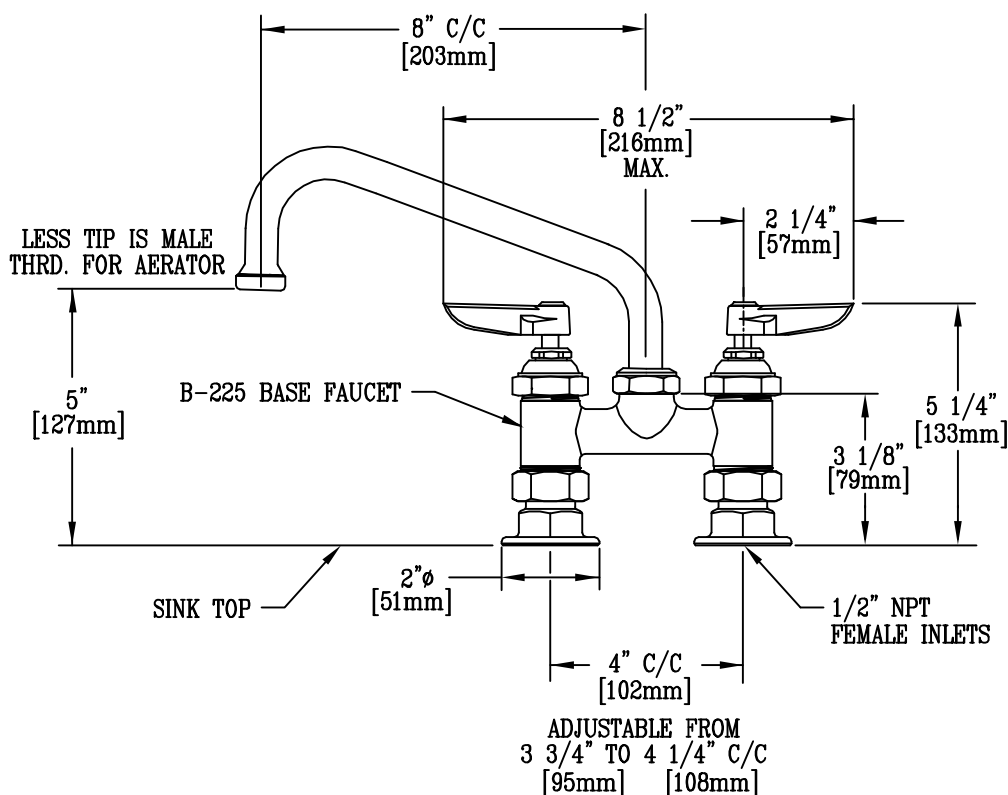 8” C/C
[203mm]
8 1/2”
[216mm]
MAX.
2 1/4”
[57mm]
LESS TIP IS MALE
THRD. FOR AERATOR
5”
[127mm]
B-225 BASE FAUCET
5 1/4”
[133mm]
3 1/8”
[79mm]
2”ø
[51mm]
SINK TOP
1/2” NPT
FEMALE INLETS
4” C/C
[102mm]
ADJUSTABLE FROM
3 3/4” TO 4 1/4” C/C
[95mm] [108mm]